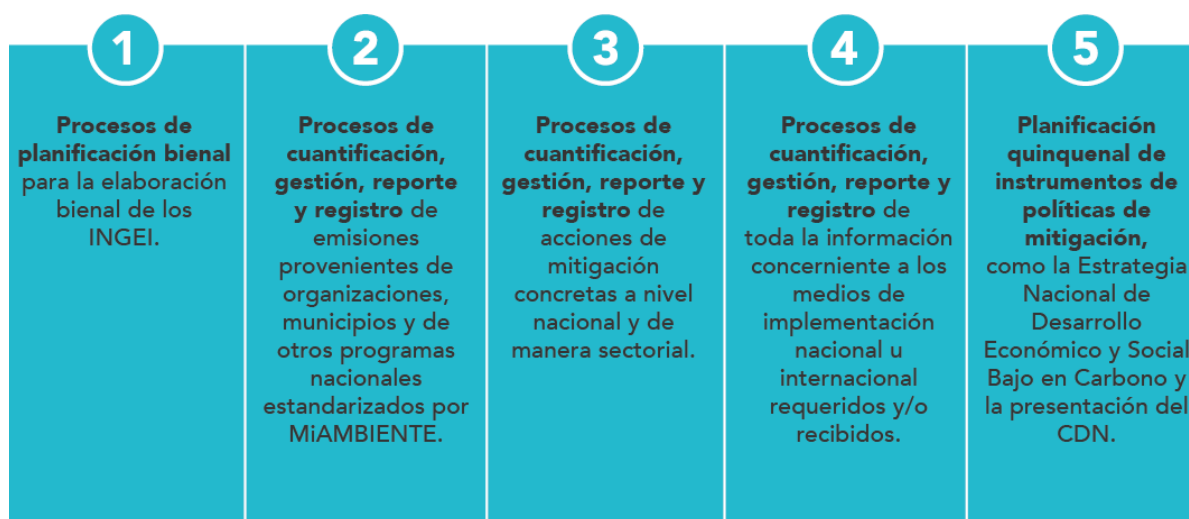 1
Procesos de
planificación bienal
para la elaboración
bienal de los
INGEI.
2
Procesos de
cuantificación,
gestión, reporte
y registro de
emisiones
provenientes de
organizaciones,
municipios y de
otros programas
nacionales
estandarizados por
MiAMBIENTE.
3
Procesos de
cuantificación,
gestión, reporte y
registro de
acciones de
mitigación
concretas a nivel
nacional y de
manera sectorial.
4
Procesos de
cuantificación,
gestión, reporte y
registro de
toda la información
concerniente a los
medios de
implementación
nacional u
internacional
requeridos y/o
recibidos.
5
Planificación
quinquenal de
instrumentos de
políticas de
mitigación,
como la Estrategia
Nacional de
Desarrollo
Económico y Social
Bajo en Carbono y
la presentación del
CDN.